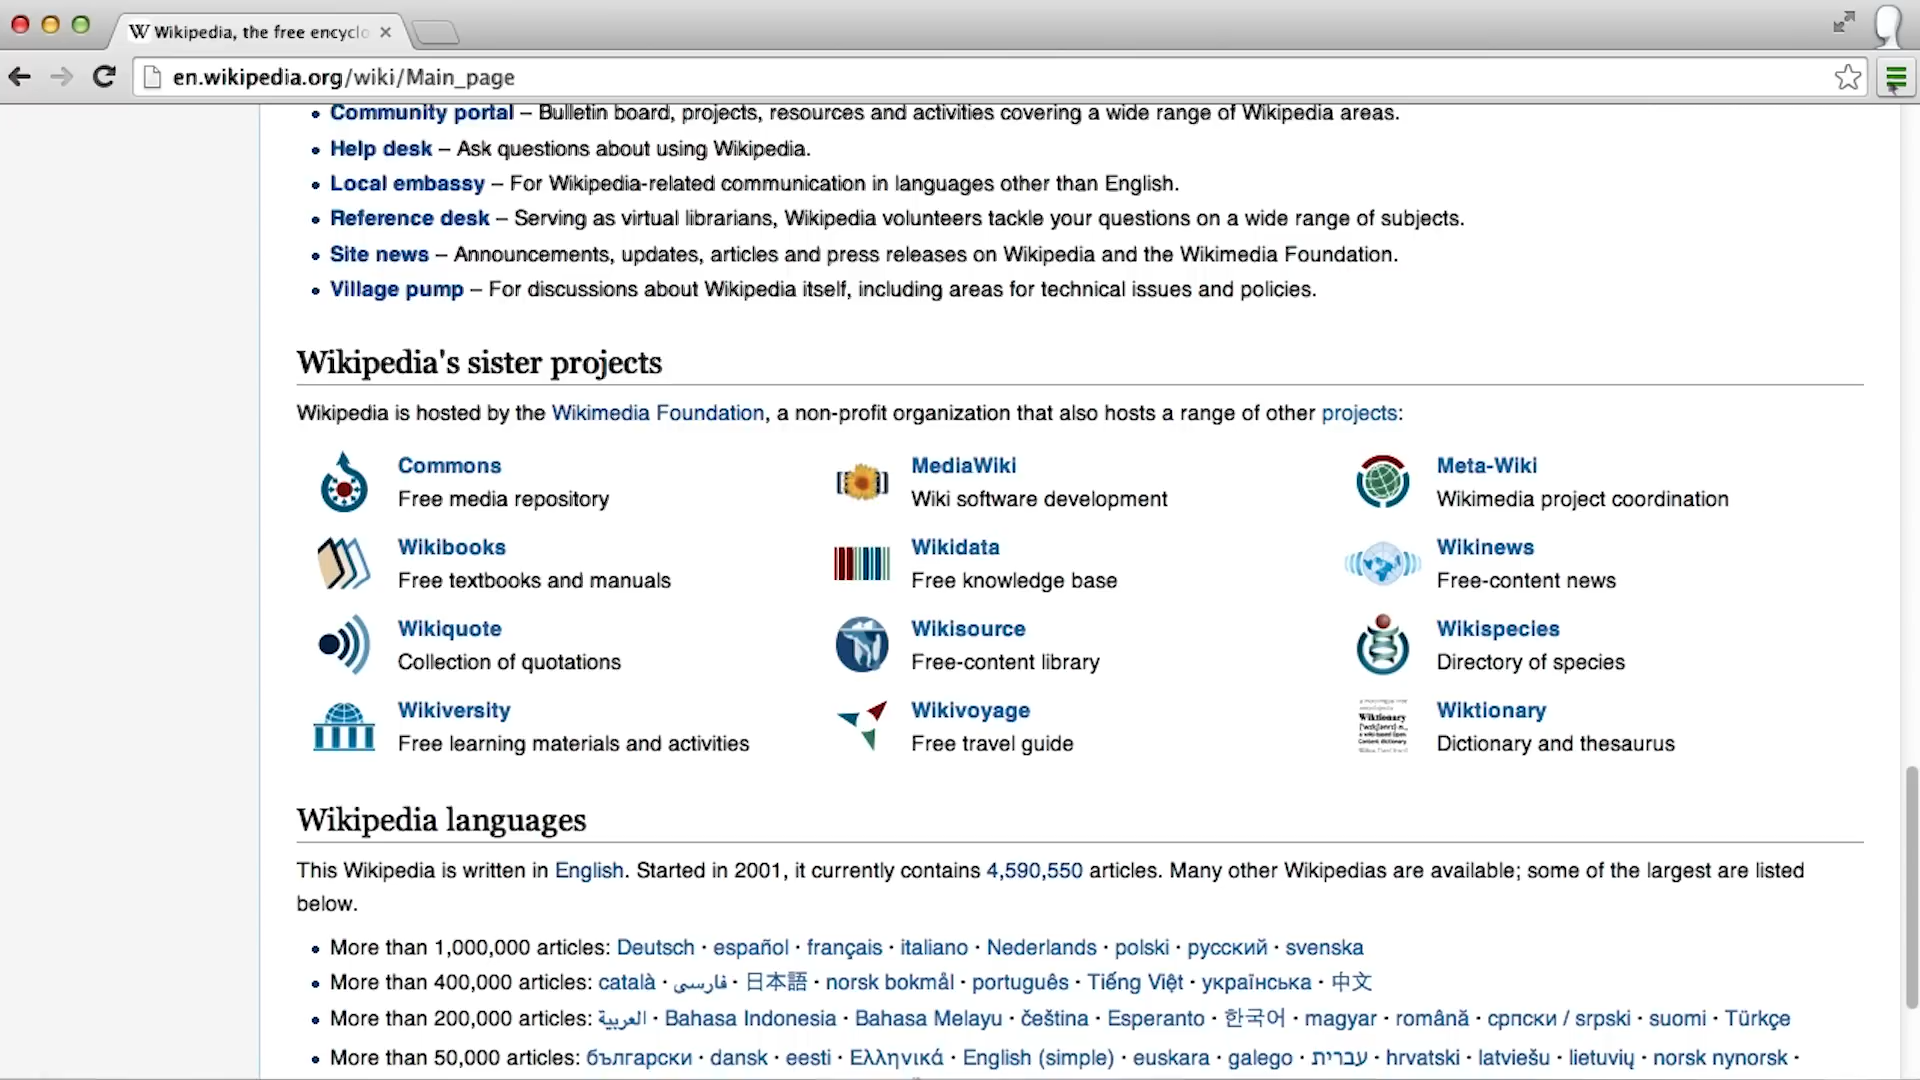 Wikipedia, the free encyclo
en.wikipedia.org/wiki/Main_page
Community portal – Bulletin board, projects, resources and activities covering a wide range of Wikipedia areas.
Help desk – Ask questions about using Wikipedia.
Local embassy – For Wikipedia-related communication in languages other than English.
Reference desk – Serving as virtual librarians, Wikipedia volunteers tackle your questions on a wide range of subjects.
Site news – Announcements, updates, articles and press releases on Wikipedia and the Wikimedia Foundation.
Village pump – For discussions about Wikipedia itself, including areas for technical issues and policies.
Wikipedia's sister projects
Wikipedia is hosted by the Wikimedia Foundation, a non-profit organization that also hosts a range of other projects:
Commons
Free media repository
MediaWiki
Wiki software development
Meta-Wiki
Wikimedia project coordination
Wikibooks
Free textbooks and manuals
Wikidata
Free knowledge base
Wikinews
Free-content news
Wikiquote
Collection of quotations
Wikisource
Free-content library
Wikispecies
Directory of species
Wikiversity
Free learning materials and activities
Wikivoyage
Free travel guide
Wiktionary
Wiktionary
Dictionary and thesaurus
Wikipedia languages
This Wikipedia is written in English. Started in 2001, it currently contains 4,590,550 articles. Many other Wikipedias are available; some of the largest are listed
below.
More than 1,000,000 articles: Deutsch · español · français · italiano · Nederlands · polski · русский · svenska
More than 400,000 articles: català · فارسی · 日本語 · norsk bokmål · português · Tiếng Việt · українська · 中文
More than 200,000 articles: العربية · Bahasa Indonesia · Bahasa Melayu · čeština · Esperanto · 한국어 · magyar · română · српски / srpski · suomi · Türkçe
More than 50,000 articles: български · dansk · eesti · Ελληνικά · English (simple) · euskara · galego · עברית · hrvatski · latviešu · lietuvių · norsk nynorsk ·